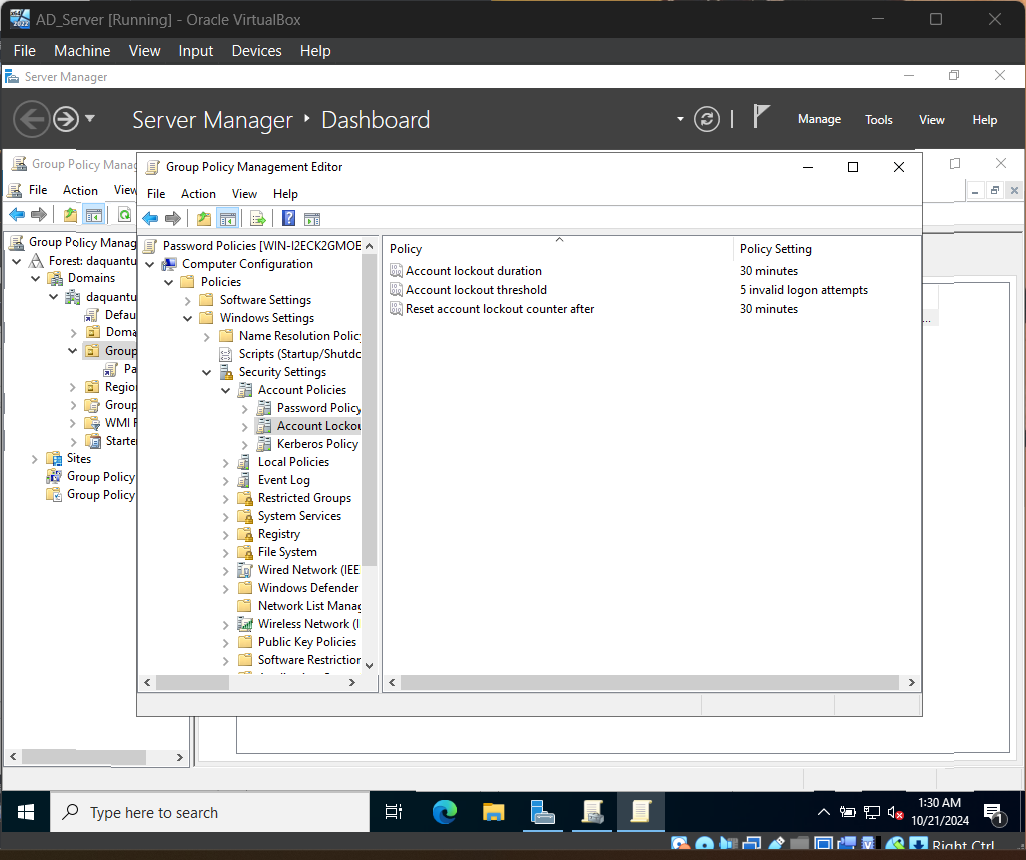 AD_Server [Running] - Oracle VirtualBox
File Machine View Input Devices Help
Server Manager
Server Manager • Dashboard
Manage Tools View Help
Group Policy Manag
File Action View
Group Policy Manag
Forest: daquantu
Domains
daquantu
Defau
Doma
Group
Pa
Region
Group
WMI F
Starte
Sites
Group Policy
Group Policy
Group Policy Management Editor
File Action View Help
Password Policies [WIN-I2ECK2GMOE
Computer Configuration
Policies
Software Settings
Windows Settings
Name Resolution Polic
Scripts (Startup/Shutdc
Security Settings
Account Policies
Password Policy
Account Lockou
Kerberos Policy
Local Policies
Event Log
Restricted Groups
System Services
Registry
File System
Wired Network (IEE
Windows Defender
Network List Manag
Wireless Network (I
Public Key Policies
Software Restriction
Policy Policy Setting
Account lockout duration 30 minutes
Account lockout threshold 5 invalid logon attempts
Reset account lockout counter after 30 minutes
...
Type here to search
1:30 AM
10/21/2024
1
Right Ctrl